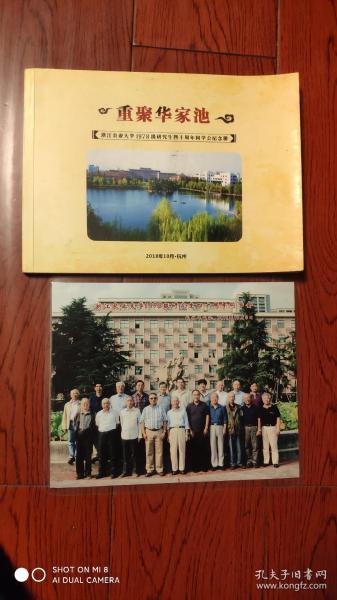 重聚华家池
浙江农业大学1978级研究生四十周年同学会纪念册
2018年10月·杭州
SHOT ON MI 8
AI DUAL CAMERA
孔夫子旧书网
www.kongfz.com